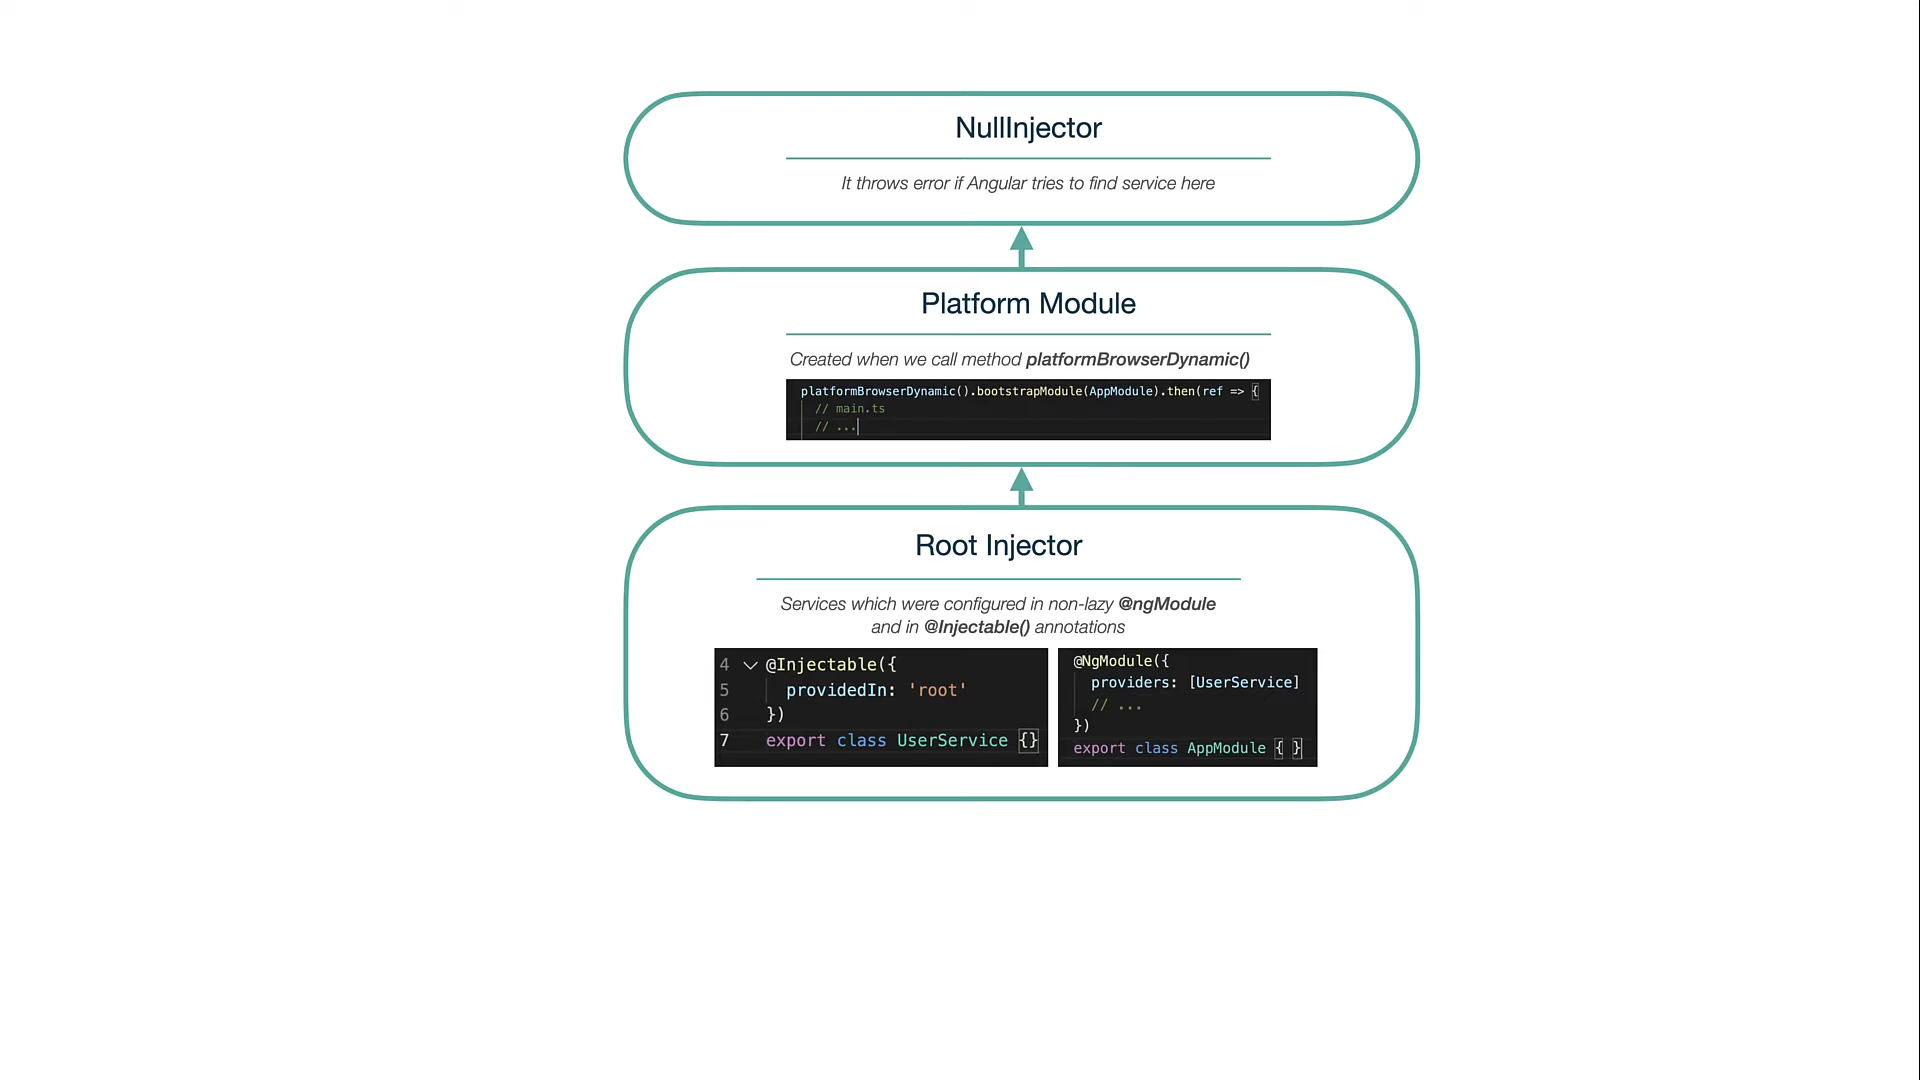 NullInjector
It throws error if Angular tries to find service here
Platform Module
Created when we call method platformBrowserDynamic()
platformBrowserDynamic().bootstrapModule(AppModule).then(ref => {
// main.ts
// ...
Root Injector
Services which were configured in non-lazy @ngModule
and in @Injectable() annotations
4 @Injectable({
5 providedIn: 'root'
6 })
7 export class UserService {}
@NgModule({
providers: [UserService]
// ...
})
export class AppModule { }